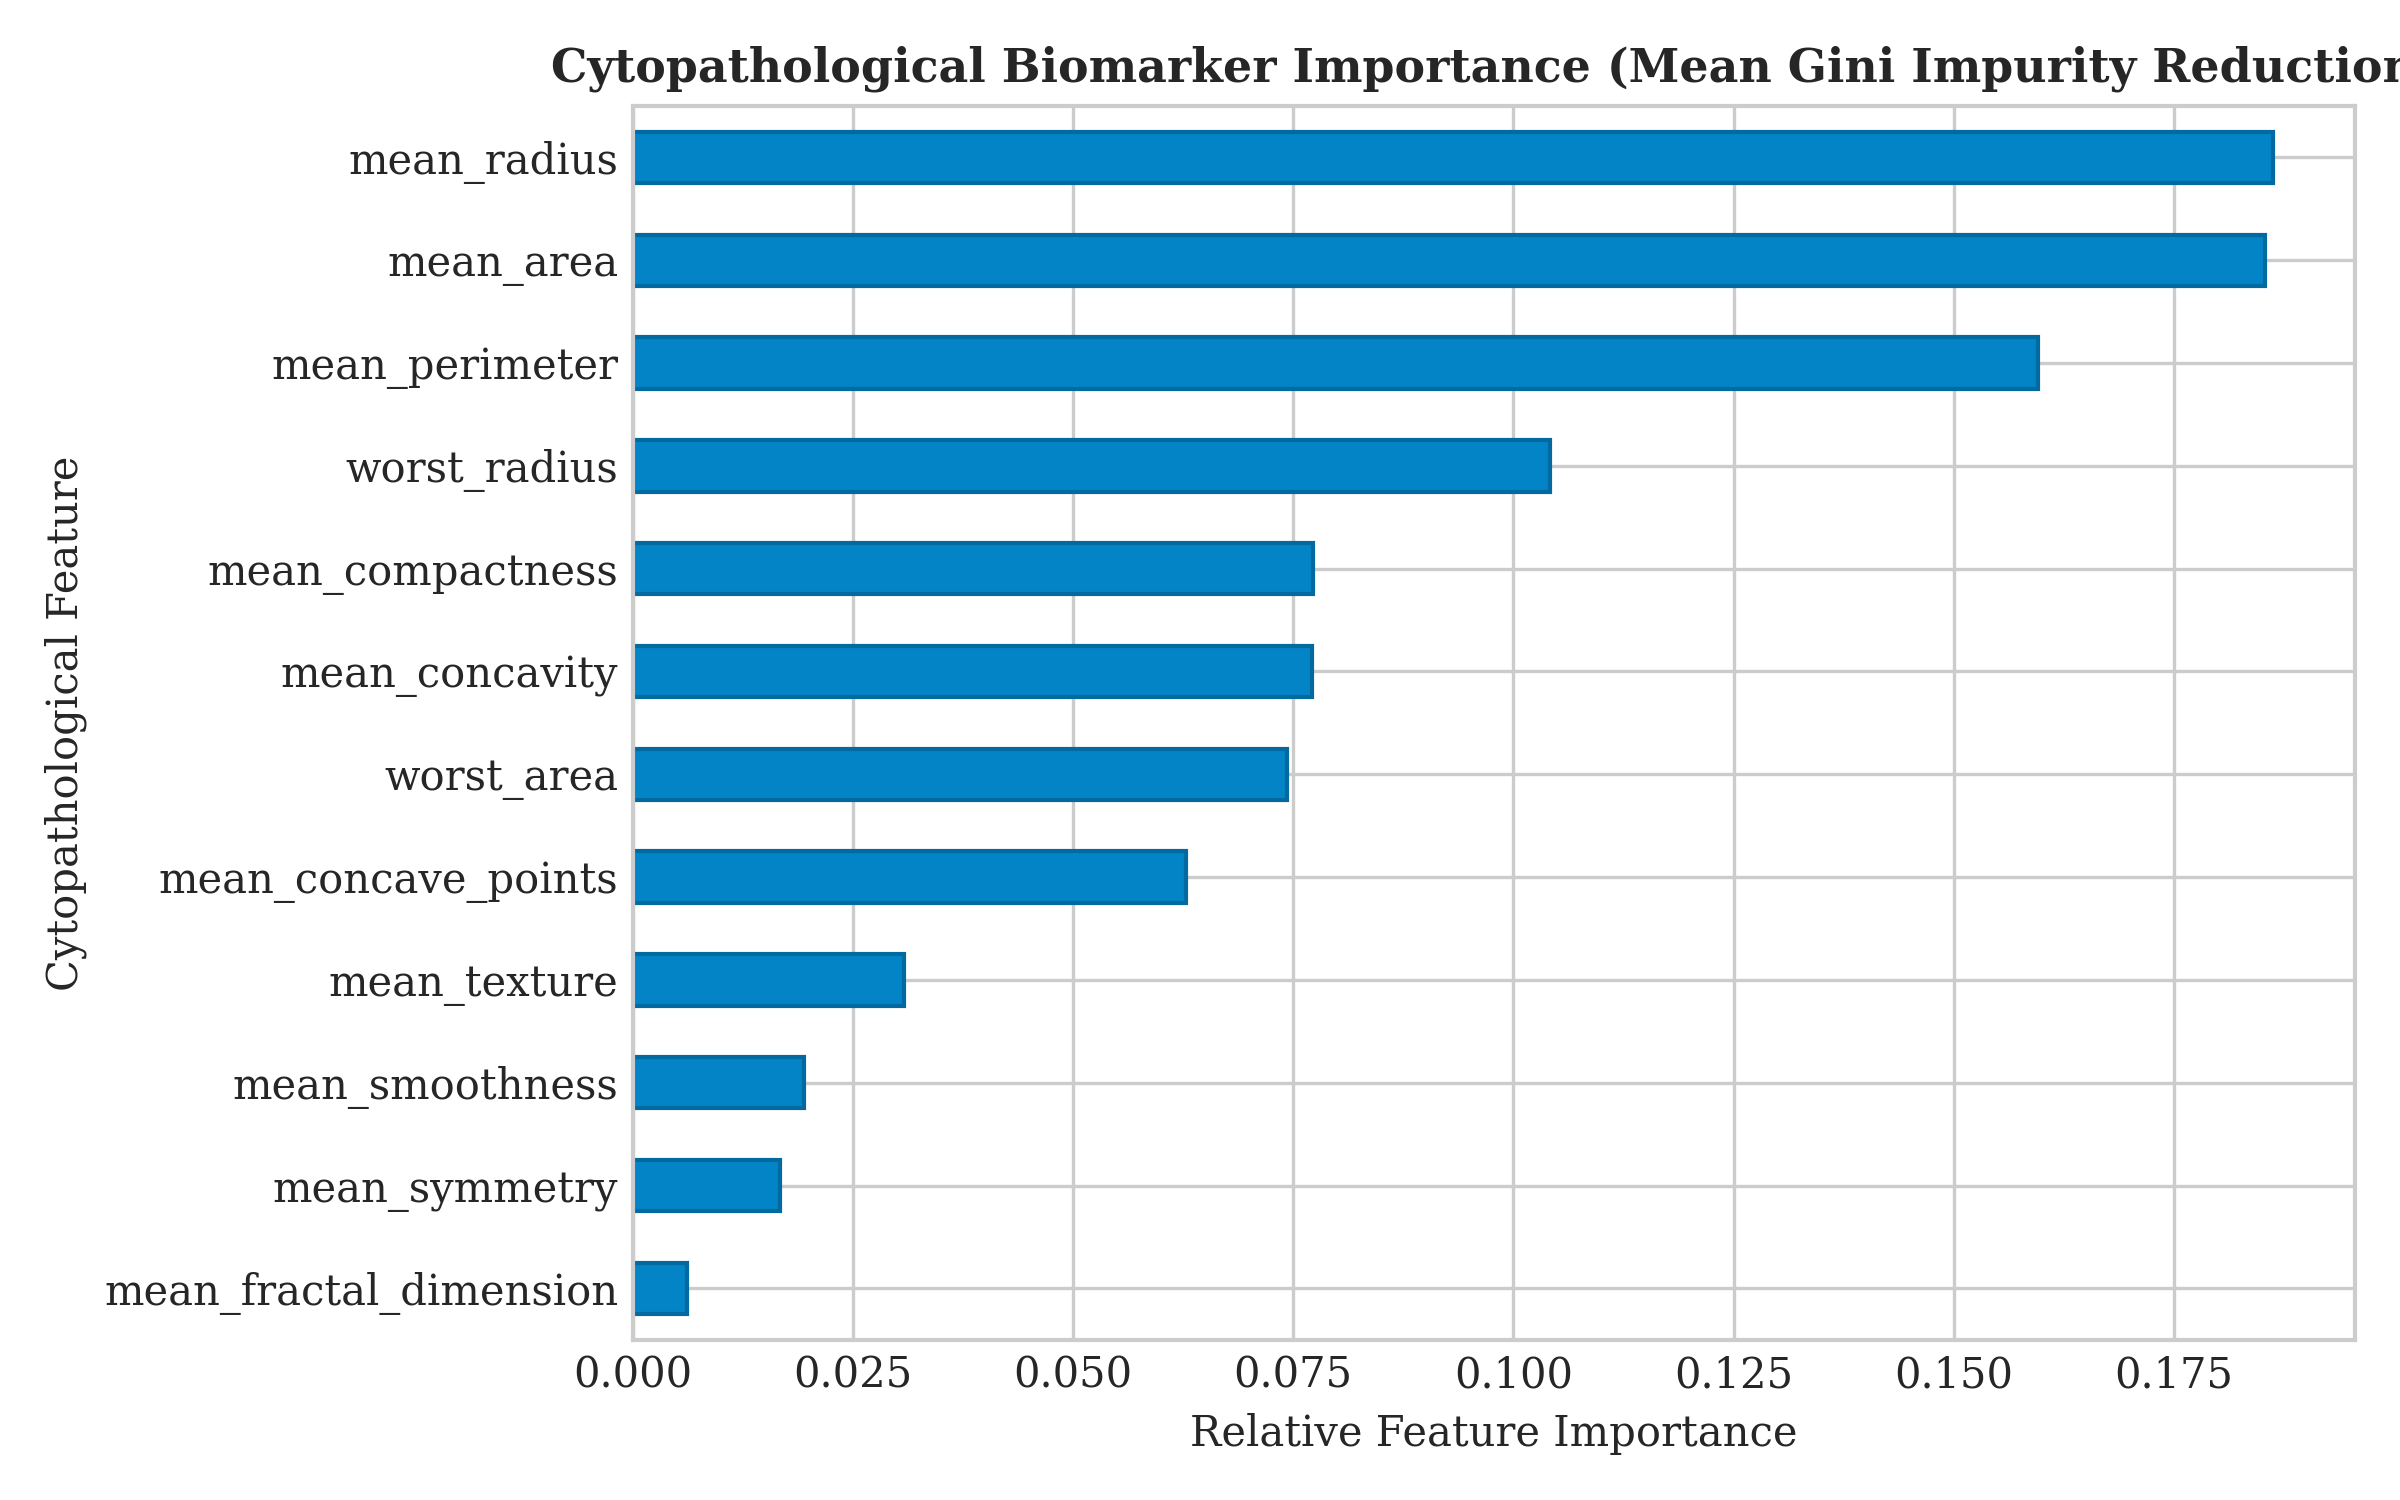 Cytopathological Biomarker Importance (Mean Gini Impurity Reduction
mean_radius
mean_area
mean_perimeter
worst_radius
mean_compactness
mean_concavity
worst_area
mean_concave_points
mean_texture
mean_smoothness
mean_symmetry
mean_fractal_dimension
Cytopathological Feature
0.000 0.025 0.050 0.075 0.100 0.125 0.150 0.175
Relative Feature Importance